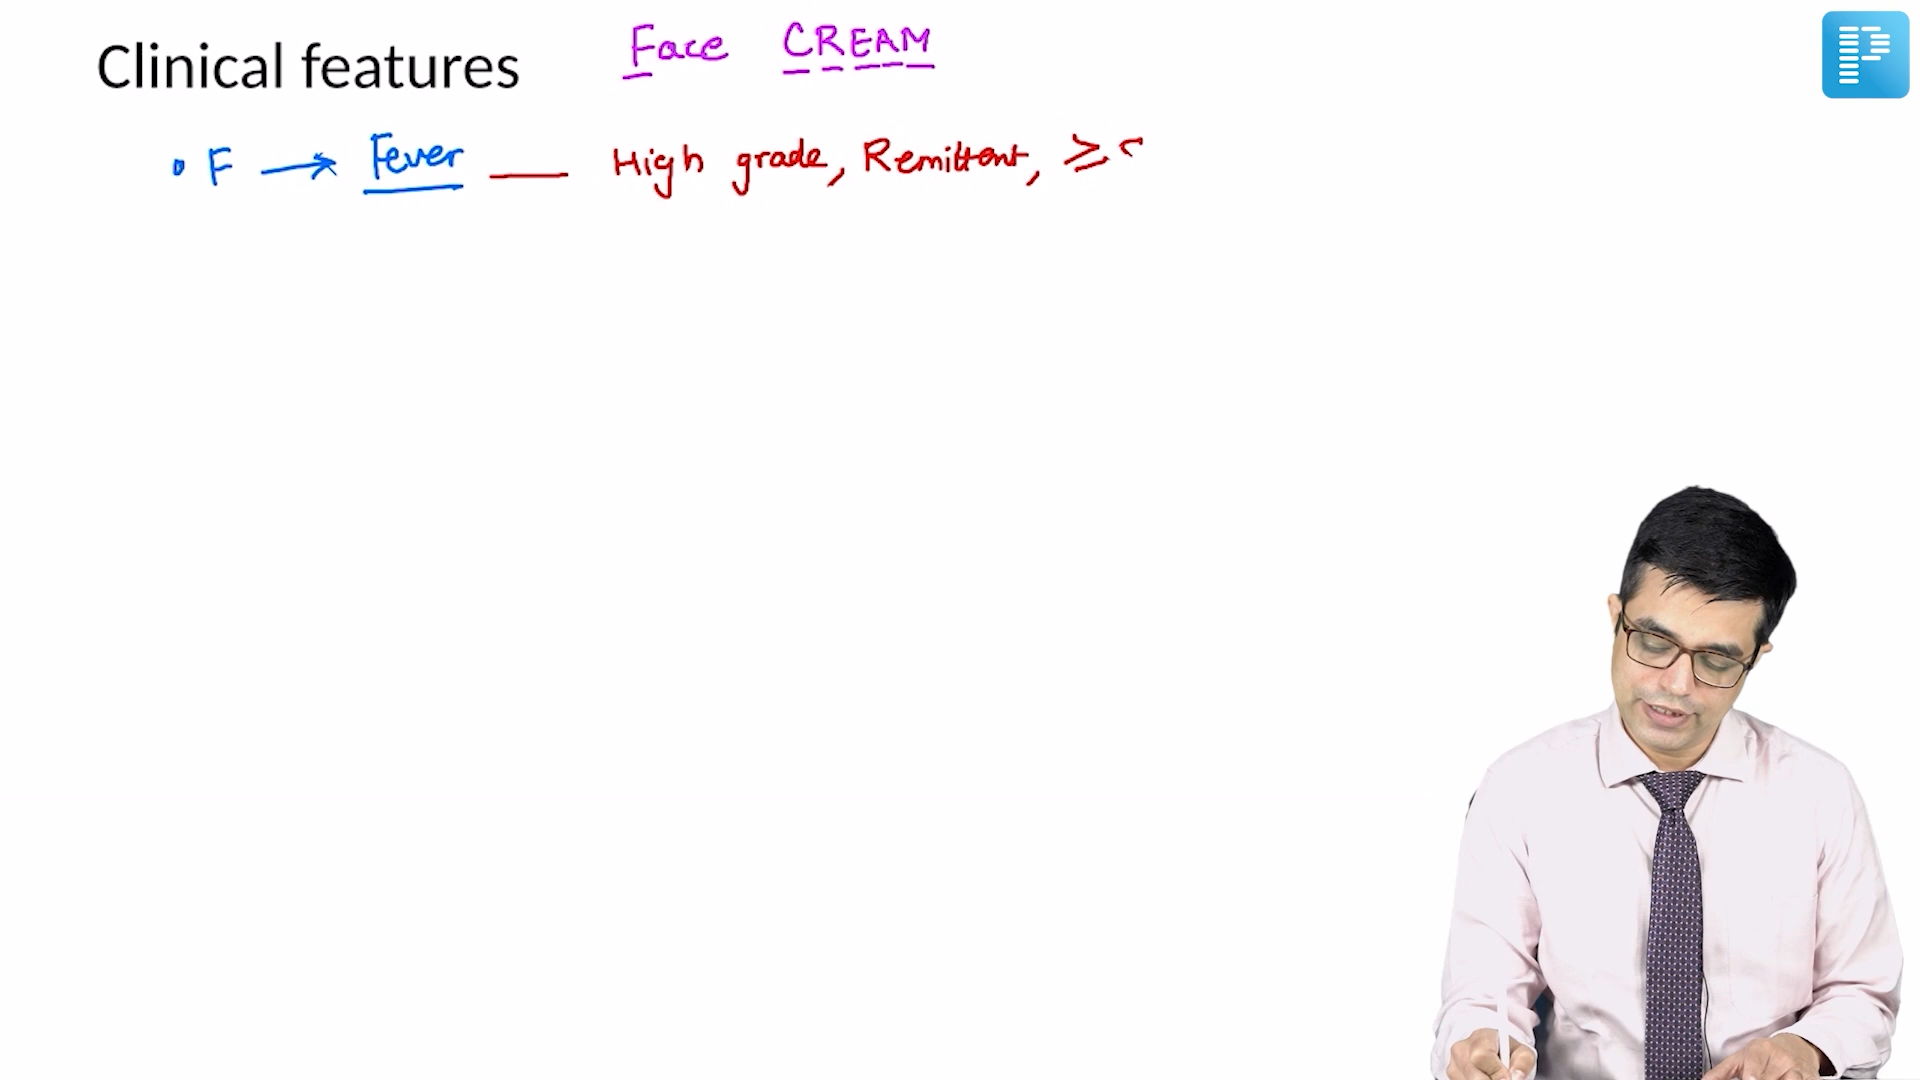 Clinical features
Face CREAM
• F → Fever — High grade, Remittent, ≥